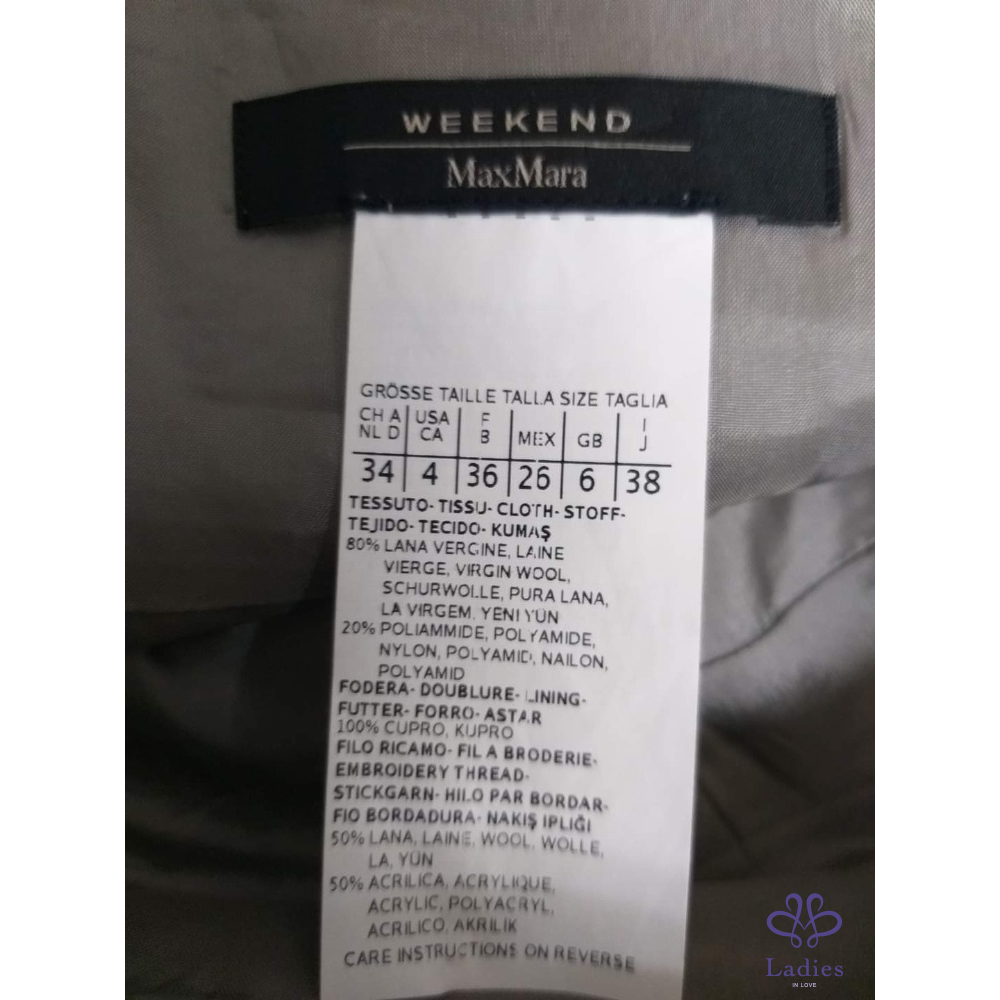 WEEKEND
MaxMara
GRÖSSE TAILLE TALLA SIZE TAGLIA
CH A USA F MEX GB I
NL D CA B J
34 4 36 26 6 38
TESSUTO- TISSU- CLOTH- STOFF-
TEJIDO- TECIDO- KUMAŞ
80% LANA VERGINE, LAINE
VIERGE, VIRGIN WOOL,
SCHURWOLLE, PURA LANA,
LA VIRGEM, YENI YÜN
20% POLIAMMIDE, POLYAMIDE,
NYLON, POLYAMID, NAILON,
POLYAMID
FODERA- DOUBLURE- LINING-
FUTTER- FORRO- ASTAR
100% CUPRO, KUPRO
FILO RICAMO- FIL A BRODERIE-
EMBROIDERY THREAD-
STICKGARN- HILO PAR BORDAR-
FIO BORDADURA- NAKIŞ IPLIĞI
50% LANA, LAINE, WOOL, WOLLE,
LA, YÜN
50% ACRILICA, ACRYLIQUE,
ACRYLIC, POLYACRYL,
ACRILICO, AKRILIK
CARE INSTRUCTIONS ON REVERSE
Ladies
IN LOVE